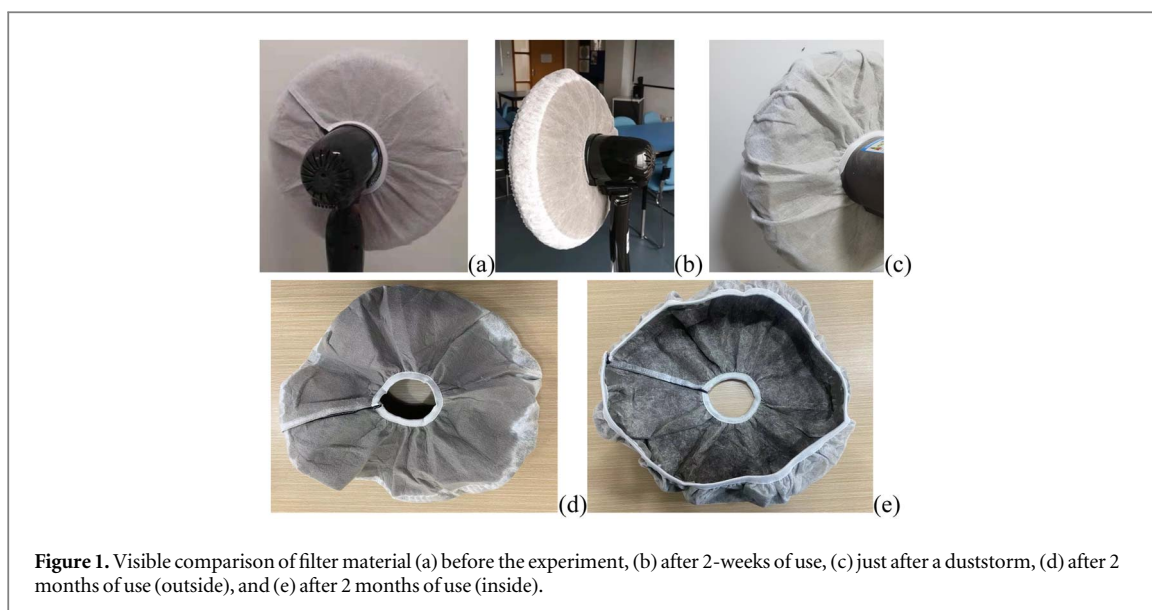 (a)
(b)
(c)
(d)
(e)
Figure 1. Visible comparison of filter material (a) before the experiment, (b) after 2-weeks of use, (c) just after a duststorm, (d) after 2
months of use (outside), and (e) after 2 months of use (inside).